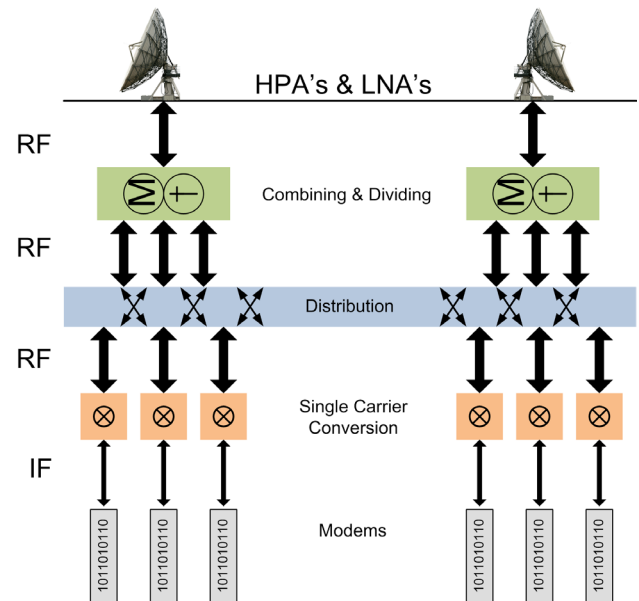 HPA's & LNA's
RF
M † Combining & Dividing M †
RF
Distribution
RF
Single Carrier
Conversion
IF
1011010110 1011010110 1011010110 Modems 1011010110 1011010110 1011010110